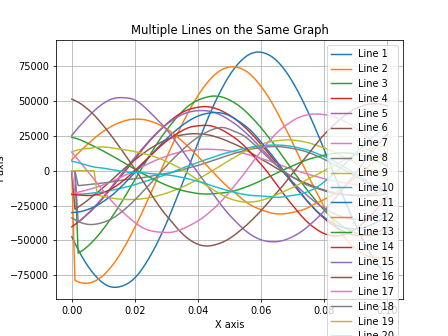 Multiple Lines on the Same Graph
75000
50000
25000
0
−25000
−50000
−75000
0.00
0.02
0.04
0.06
X axis
Line 1
Line 2
Line 3
Line 4
Line 5
Line 6
Line 7
Line 8
Line 9
Line 10
Line 11
Line 12
Line 13
Line 14
Line 15
Line 16
Line 17
Line 18
Line 19
Line 20